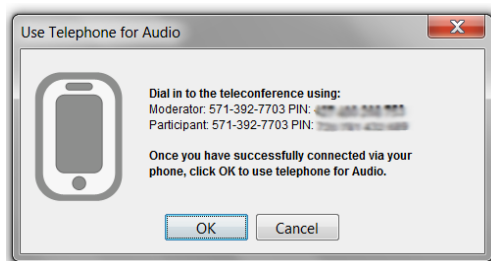 Use Telephone for Audio
Dial in to the teleconference using:
Moderator: 571-392-7703 PIN:
Participant: 571-392-7703 PIN:
Once you have successfully connected via your
phone, click OK to use telephone for Audio.
OK Cancel